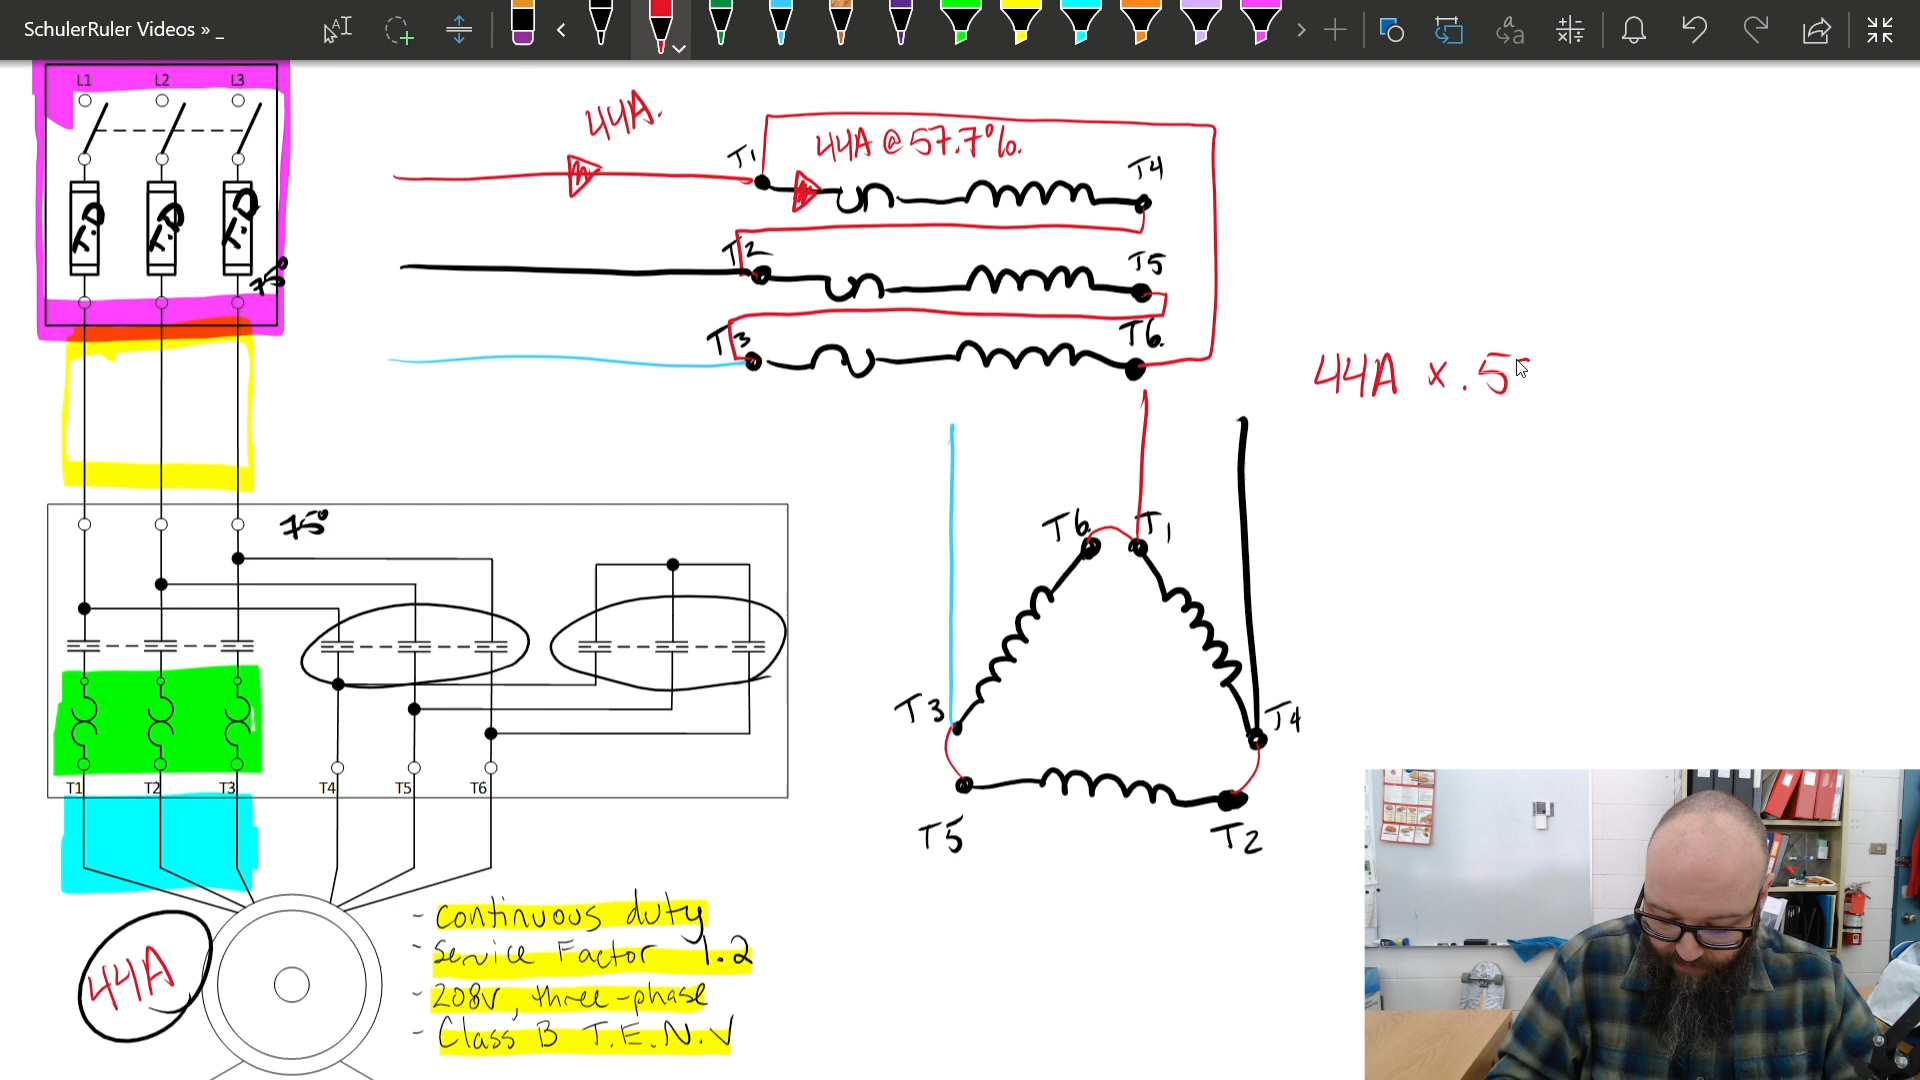 SchulerRuler Videos » _
L1 L2 L3
T.D T.D T.D
75°
44A.
T1 44A @ 57.7%. T4
T2 T5
T3 T6
44A x .5
75°
T6 T1
T3 T4
T5 T2
T1 T2 T3 T4 T5 T6
44A
- continuous duty
- Service Factor 1.2
- 208V, three-phase
- Class B T.E.N.V